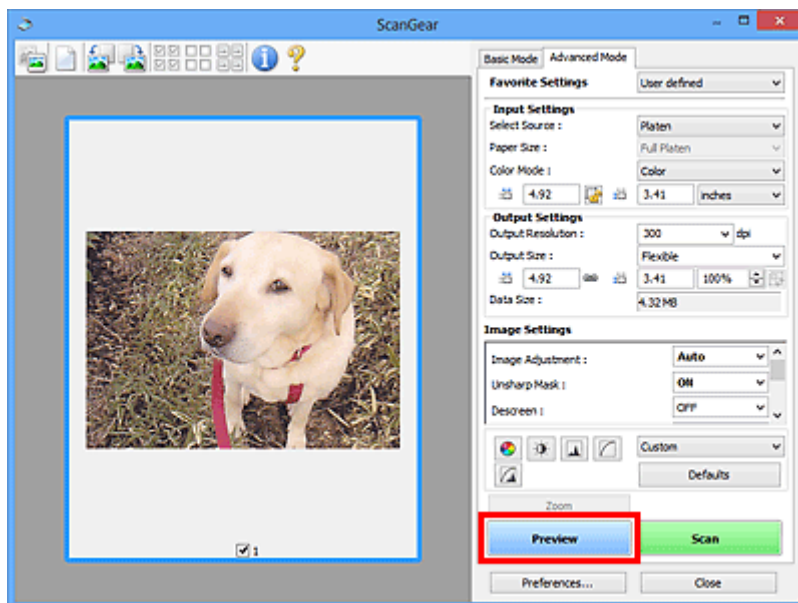 ScanGear
Basic Mode Advanced Mode
Favorite Settings User defined
Input Settings
Select Source : Platen
Paper Size : Full Platen
Color Mode : Color
4.92 3.41 inches
Output Settings
Output Resolution : 300 dpi
Output Size : Flexible
4.92 3.41 100%
Data Size : 4.32 MB
Image Settings
Image Adjustment : Auto
Unsharp Mask : ON
Descreen : OFF
Custom
Defaults
Zoom
Preview Scan
1
Preferences... Close